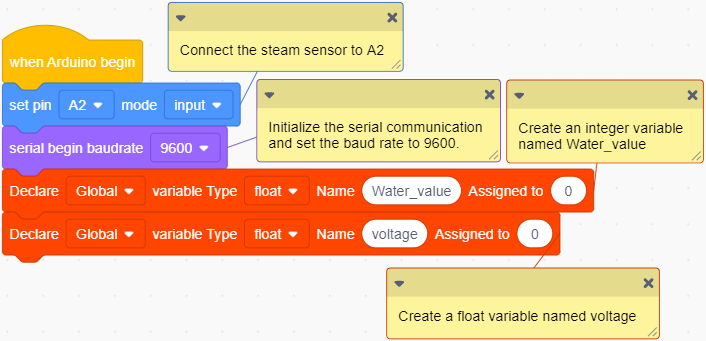 Connect the steam sensor to A2
when Arduino begin
set pin A2 mode input
Initialize the serial communication
and set the baud rate to 9600.
Create an integer variable
named Water_value
serial begin baudrate 9600
Declare Global variable Type float Name Water_value Assigned to 0
Declare Global variable Type float Name voltage Assigned to 0
Create a float variable named voltage